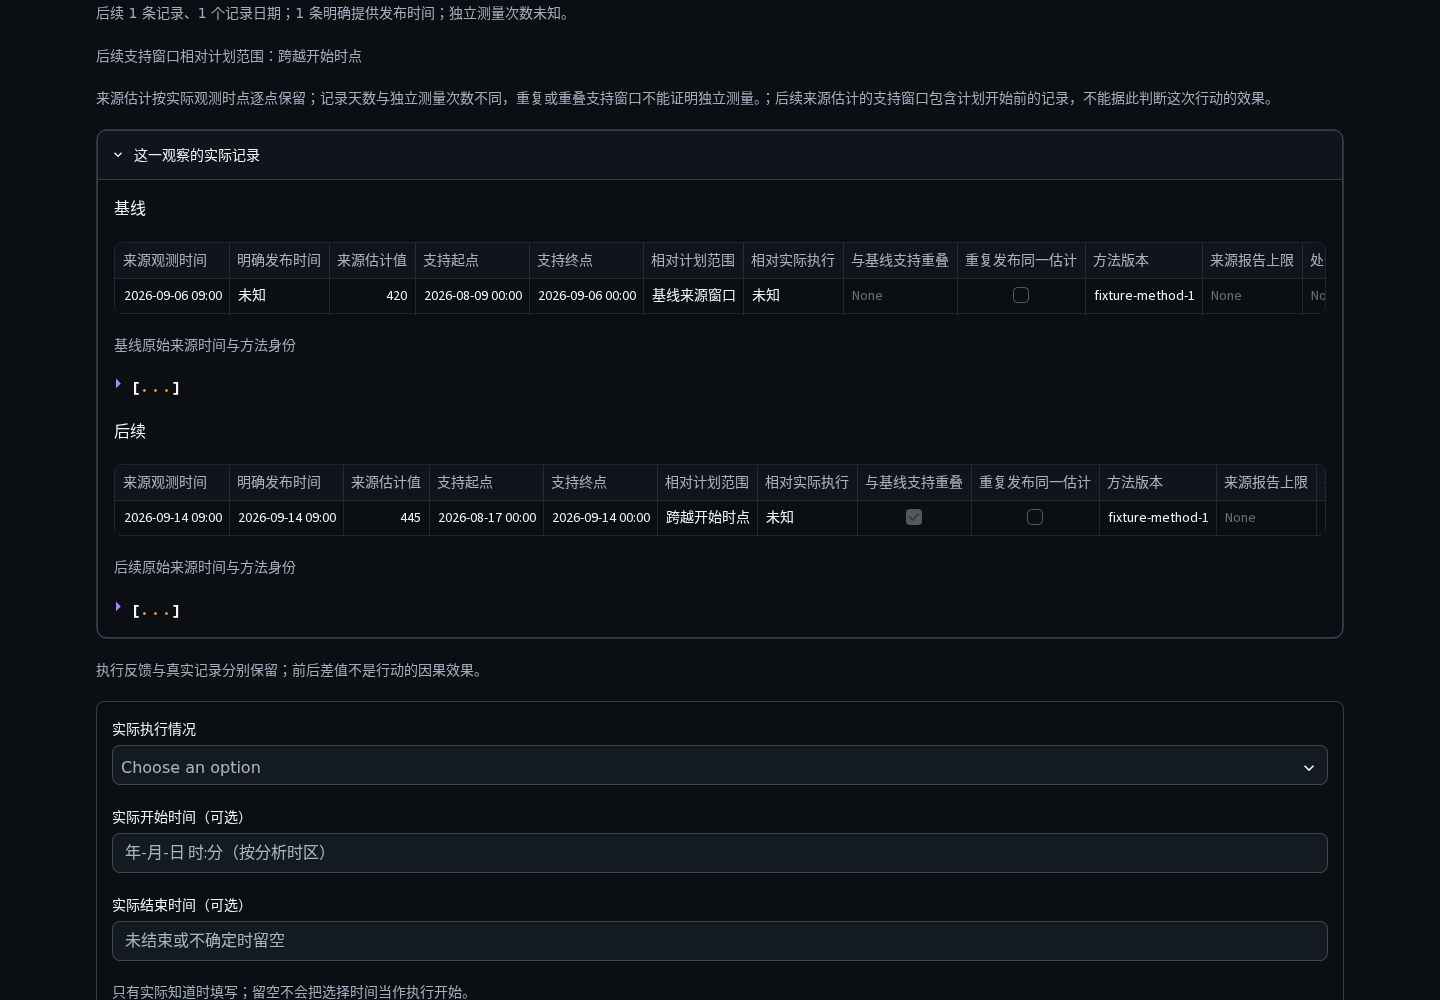 后续 1 条记录、1 个记录日期；1 条明确提供发布时间；独立测量次数未知。
后续支持窗口相对计划范围：跨越开始时点
来源估计按实际观测时点逐点保留；记录天数与独立测量次数不同，重复或重叠支持窗口不能证明独立测量。；后续来源估计的支持窗口包含计划开始前的记录，不能据此判断这次行动的效果。
这一观察的实际记录
基线
来源观测时间 明确发布时间 来源估计值 支持起点 支持终点 相对计划范围 相对实际执行 与基线支持重叠 重复发布同一估计 方法版本 来源报告上限 处
2026-09-06 09:00 未知 420 2026-08-09 00:00 2026-09-06 00:00 基线来源窗口 未知 None fixture-method-1 None No
基线原始来源时间与方法身份
[...]
后续
来源观测时间 明确发布时间 来源估计值 支持起点 支持终点 相对计划范围 相对实际执行 与基线支持重叠 重复发布同一估计 方法版本 来源报告上限
2026-09-14 09:00 2026-09-14 09:00 445 2026-08-17 00:00 2026-09-14 00:00 跨越开始时点 未知 fixture-method-1 None
后续原始来源时间与方法身份
[...]
执行反馈与真实记录分别保留；前后差值不是行动的因果效果。
实际执行情况
Choose an option
实际开始时间（可选）
年-月-日 时:分（按分析时区）
实际结束时间（可选）
未结束或不确定时留空
只有实际知道时填写；留空不会把选择时间当作执行开始。